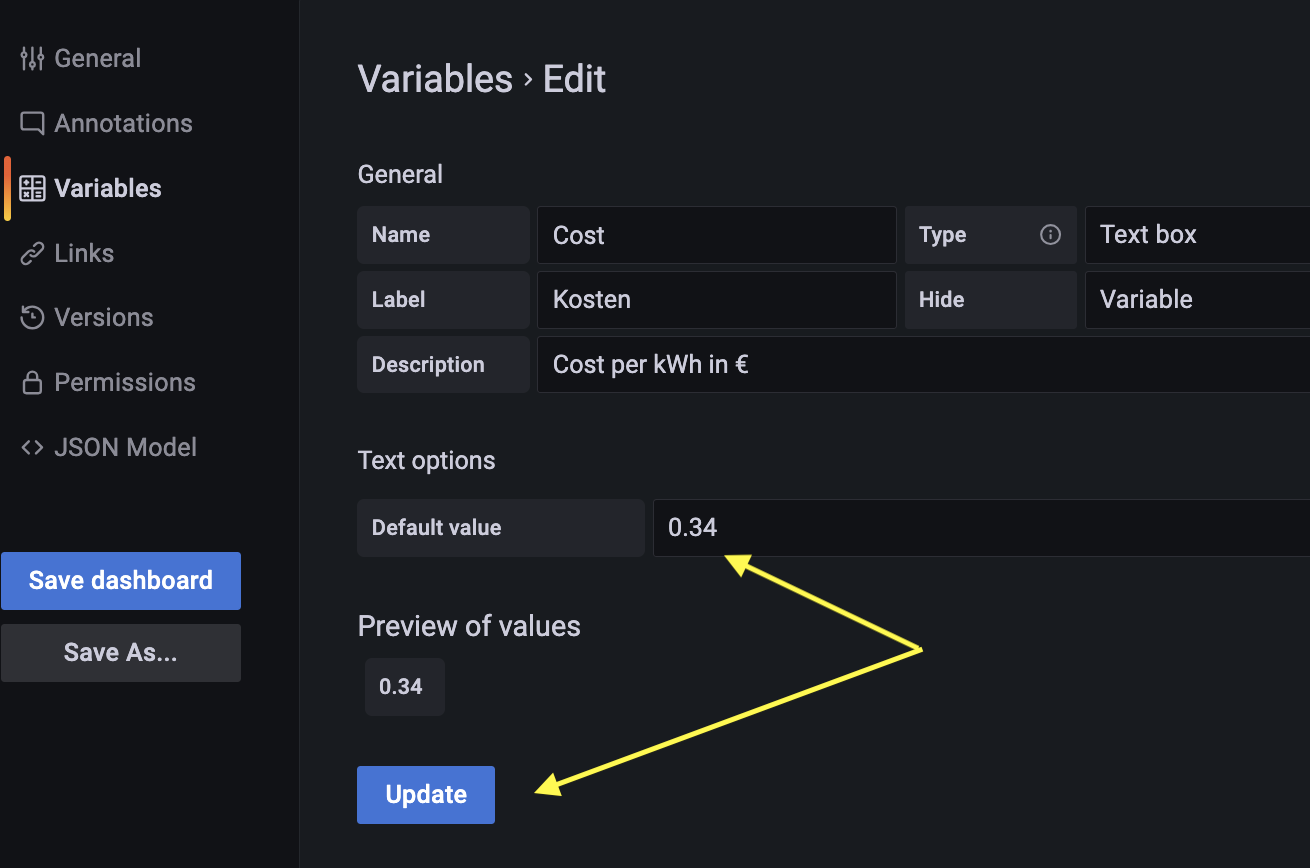 General
Annotations
Variables
Links
Versions
Permissions
JSON Model
Save dashboard
Save As...
Variables › Edit
General
Name Cost Type Text box
Label Kosten Hide Variable
Description Cost per kWh in €
Text options
Default value 0.34
Preview of values
0.34
Update